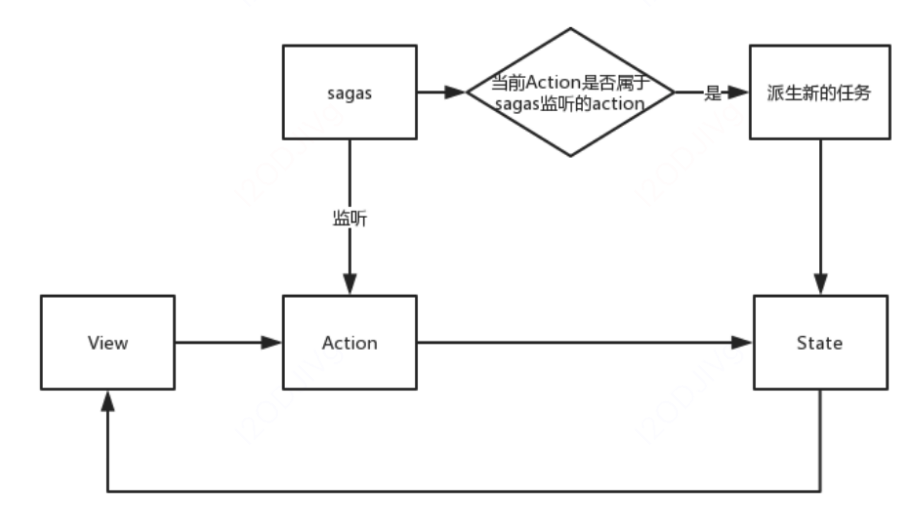 sagas
当前Action是否属于
sagas监听的action
是
派生新的任务
监听
View
Action
State